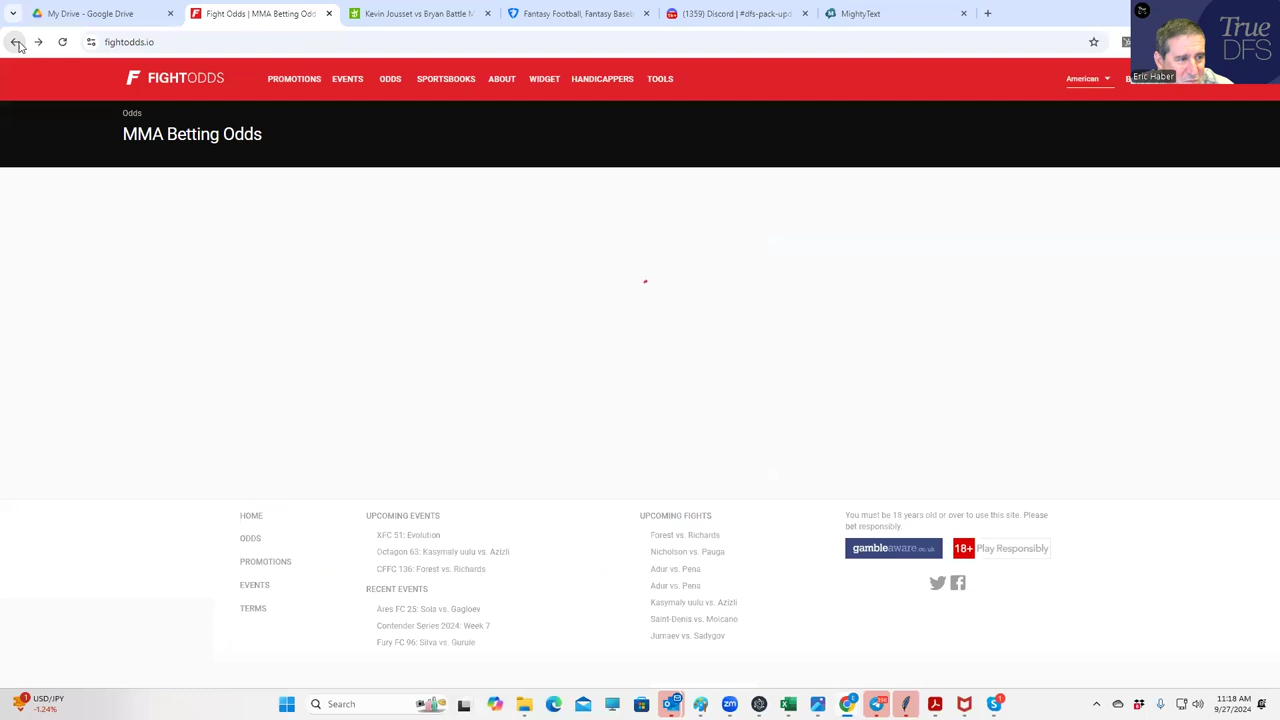 My Drive - Google Drive
Fight Odds | MMA Betting Odd
Kevin Jousset vs Bryan Battle M
Fantasy Football, Fantasy Baseb
(1359) Discord | #dfs-pack-upd
MightyText
fightodds.io
True
DFS
Eric Haber
FIGHTODDS
PROMOTIONS
EVENTS
ODDS
SPORTSBOOKS
ABOUT
WIDGET
HANDICAPPERS
TOOLS
American
Odds
MMA Betting Odds
HOME
ODDS
PROMOTIONS
EVENTS
TERMS
UPCOMING EVENTS
XFC 51: Evolution
Octagon 63: Kasymaly uulu vs. Azizli
CFFC 136: Forest vs. Richards
RECENT EVENTS
Ares FC 25: Sola vs. Gagloev
Contender Series 2024: Week 7
Fury FC 96: Silva vs. Gurule
UPCOMING FIGHTS
Forest vs. Richards
Nicholson vs. Pauga
Adur vs. Pena
Adur vs. Pena
Kasymaly uulu vs. Azizli
Saint-Denis vs. Moicano
Jumaev vs. Sadygov
You must be 18 years old or over to use this site. Please
bet responsibly.
gambleaware.co.uk
18+ Play Responsibly
USD/JPY
-1.24%
Search
11:18 AM
9/27/2024